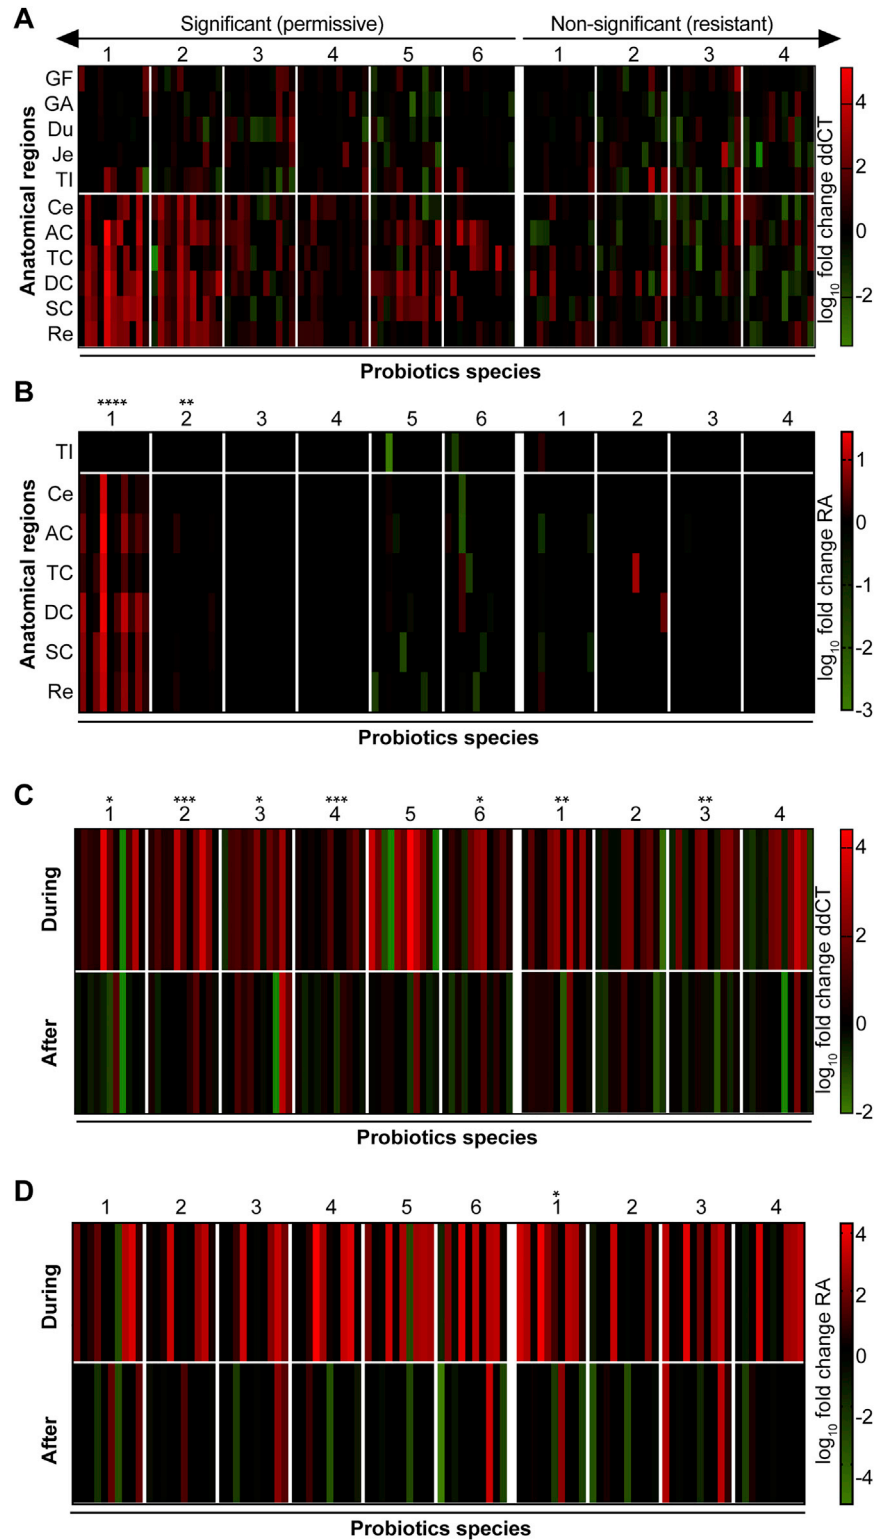 A
Significant (permissive) Non-significant (resistant)
1 2 3 4 5 6 1 2 3 4
Anatomical regions
GF
GA
Du
Je
TI
Ce
AC
TC
DC
SC
Re
4
2
0
-2
log10 fold change ddCT
Probiotics species
B
**** **
1 2 3 4 5 6 1 2 3 4
Anatomical regions
TI
Ce
AC
TC
DC
SC
Re
1
0
-1
-2
-3
log10 fold change RA
Probiotics species
C
* *** * *** * ** **
1 2 3 4 5 6 1 2 3 4
During
After
4
2
0
-2
log10 fold change ddCT
Probiotics species
D
*
1 2 3 4 5 6 1 2 3 4
During
After
4
2
0
-2
-4
log10 fold change RA
Probiotics species